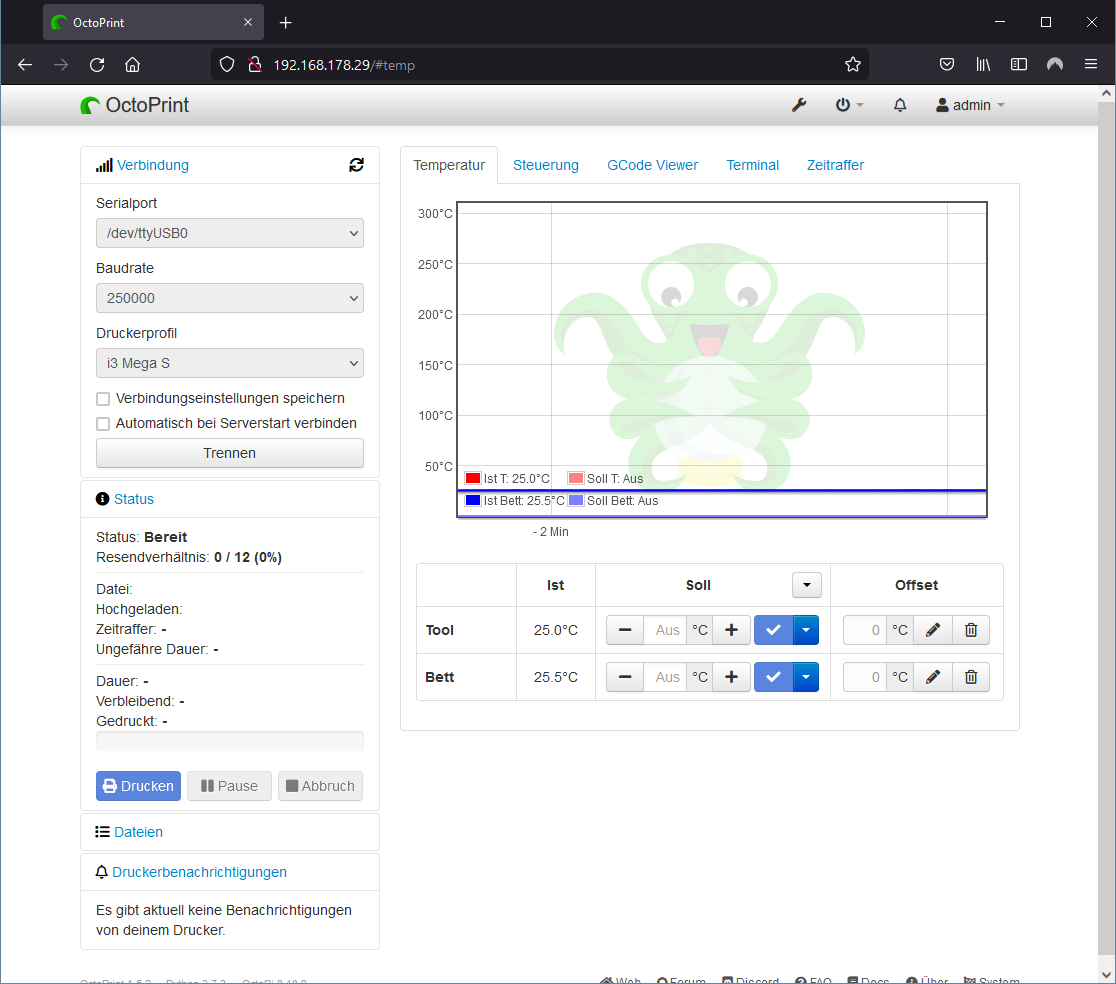 OctoPrint
192.168.178.29/#temp
OctoPrint
admin
Verbindung
Serialport
/dev/ttyUSB0
Baudrate
250000
Druckerprofil
i3 Mega S
Verbindungseinstellungen speichern
Automatisch bei Serverstart verbinden
Trennen
Status
Status: Bereit
Resendverhältnis: 0 / 12 (0%)
Datei:
Hochgeladen:
Zeitraffer: -
Ungefähre Dauer: -
Dauer: -
Verbleibend: -
Gedruckt: -
Drucken Pause Abbruch
Dateien
Druckerbenachrichtigungen
Es gibt aktuell keine Benachrichtigungen
von deinem Drucker.
Temperatur Steuerung GCode Viewer Terminal Zeitraffer
300°C
250°C
200°C
150°C
100°C
50°C
Ist T: 25.0°C Soll T: Aus
Ist Bett: 25.5°C Soll Bett: Aus
- 2 Min
Ist Soll Offset
Tool 25.0°C Aus °C 0 °C
Bett 25.5°C Aus °C 0 °C
Web Forum Discord FAQ Docs Über System